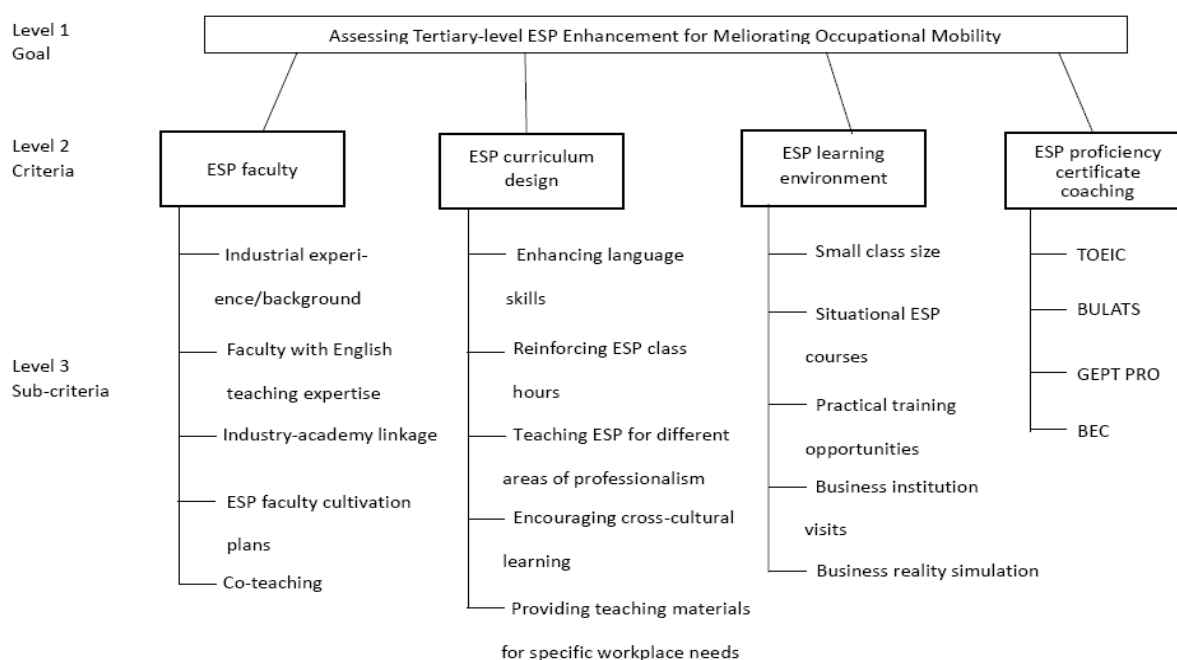 Level 1
Goal
Assessing Tertiary-level ESP Enhancement for Meliorating Occupational Mobility
Level 2
Criteria
ESP faculty
ESP curriculum
design
ESP learning
environment
ESP proficiency
certificate
coaching
Level 3
Sub-criteria
Industrial experi-
ence/background
Faculty with English
teaching expertise
Industry-academy linkage
ESP faculty cultivation
plans
Co-teaching
Enhancing language
skills
Reinforcing ESP class
hours
Teaching ESP for different
areas of professionalism
Encouraging cross-cultural
learning
Providing teaching materials
for specific workplace needs
Small class size
Situational ESP
courses
Practical training
opportunities
Business institution
visits
Business reality simulation
TOEIC
BULATS
GEPT PRO
BEC